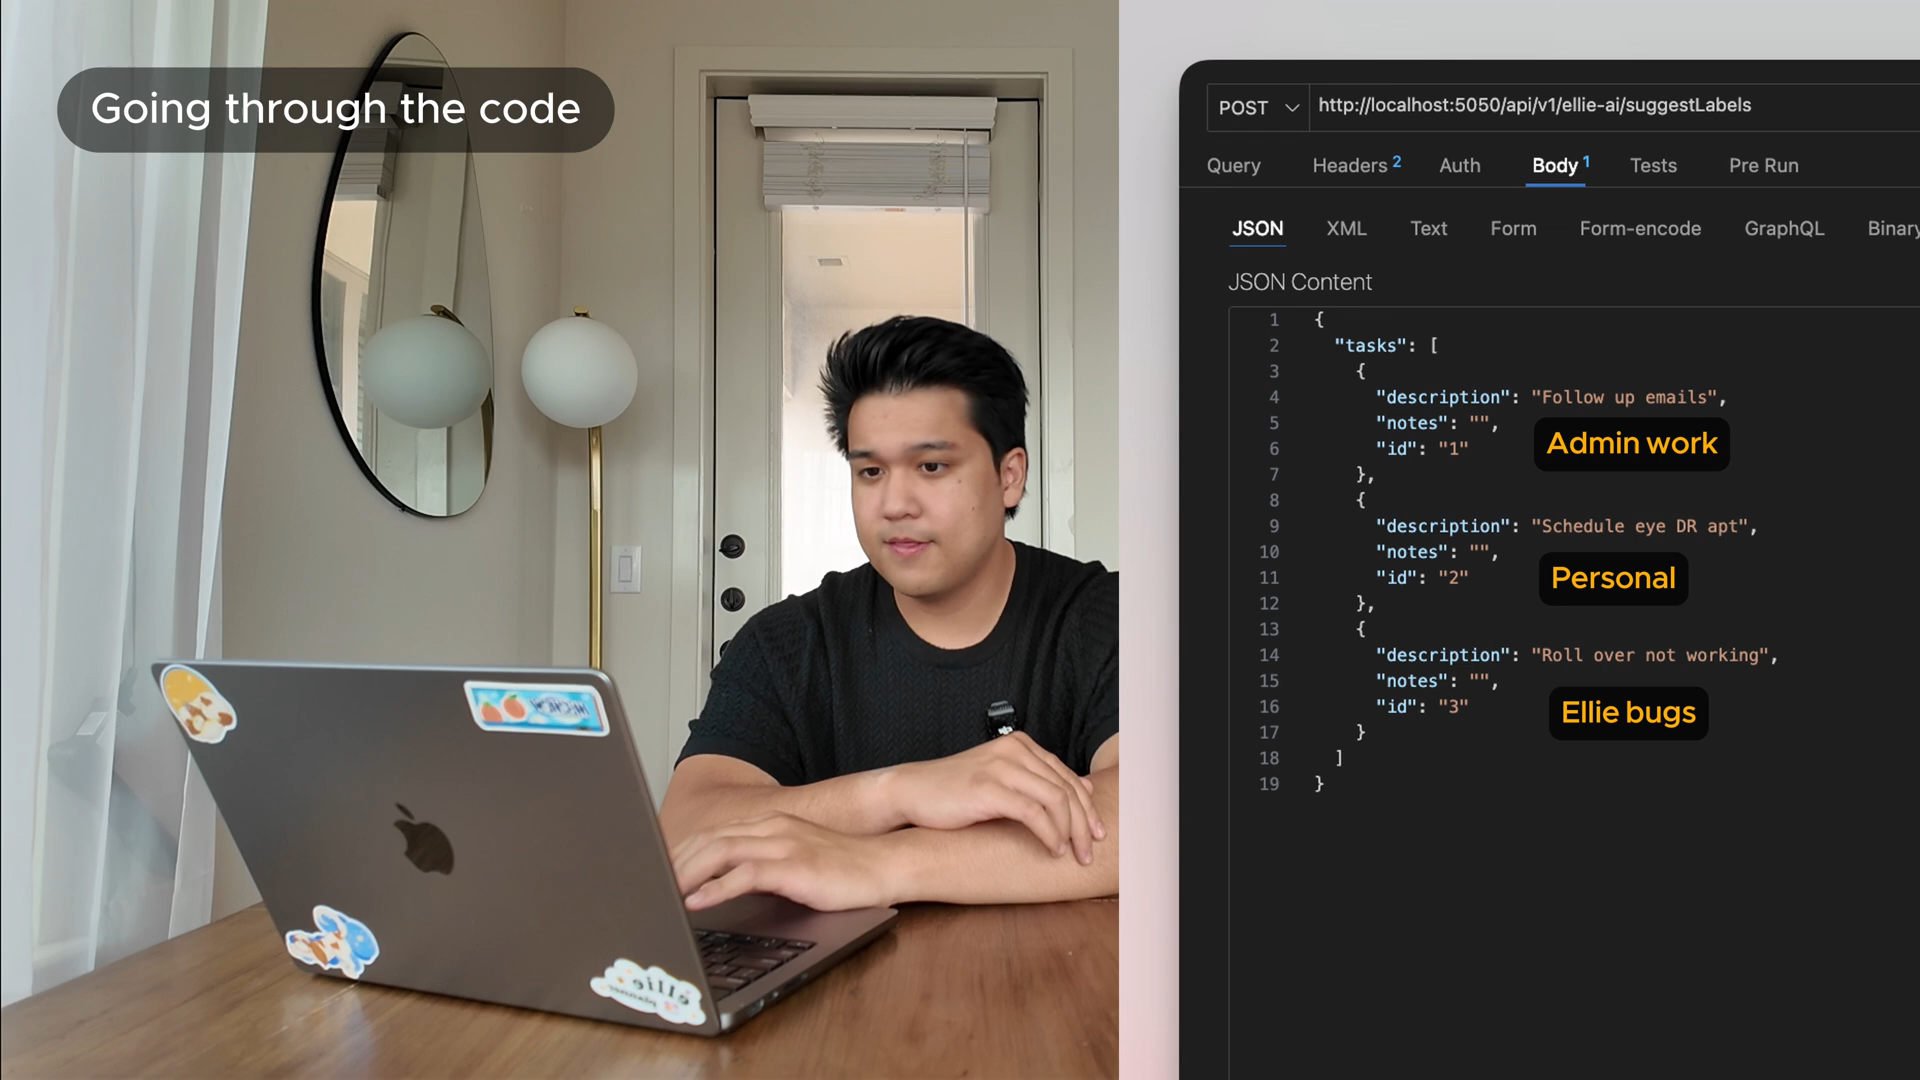 Going through the code
POST
http://localhost:5050/api/v1/ellie-ai/suggestLabels
Query Headers 2 Auth Body 1 Tests Pre Run
JSON XML Text Form Form-encode GraphQL Binary
JSON Content
1 {
2 "tasks": [
3 {
4 "description": "Follow up emails",
5 "notes": "",
6 "id": "1"
Admin work
7 },
8 {
9 "description": "Schedule eye DR apt",
10 "notes": "",
11 "id": "2"
Personal
12 },
13 {
14 "description": "Roll over not working",
15 "notes": "",
16 "id": "3"
Ellie bugs
17 }
18 ]
19 }
ellie
planner